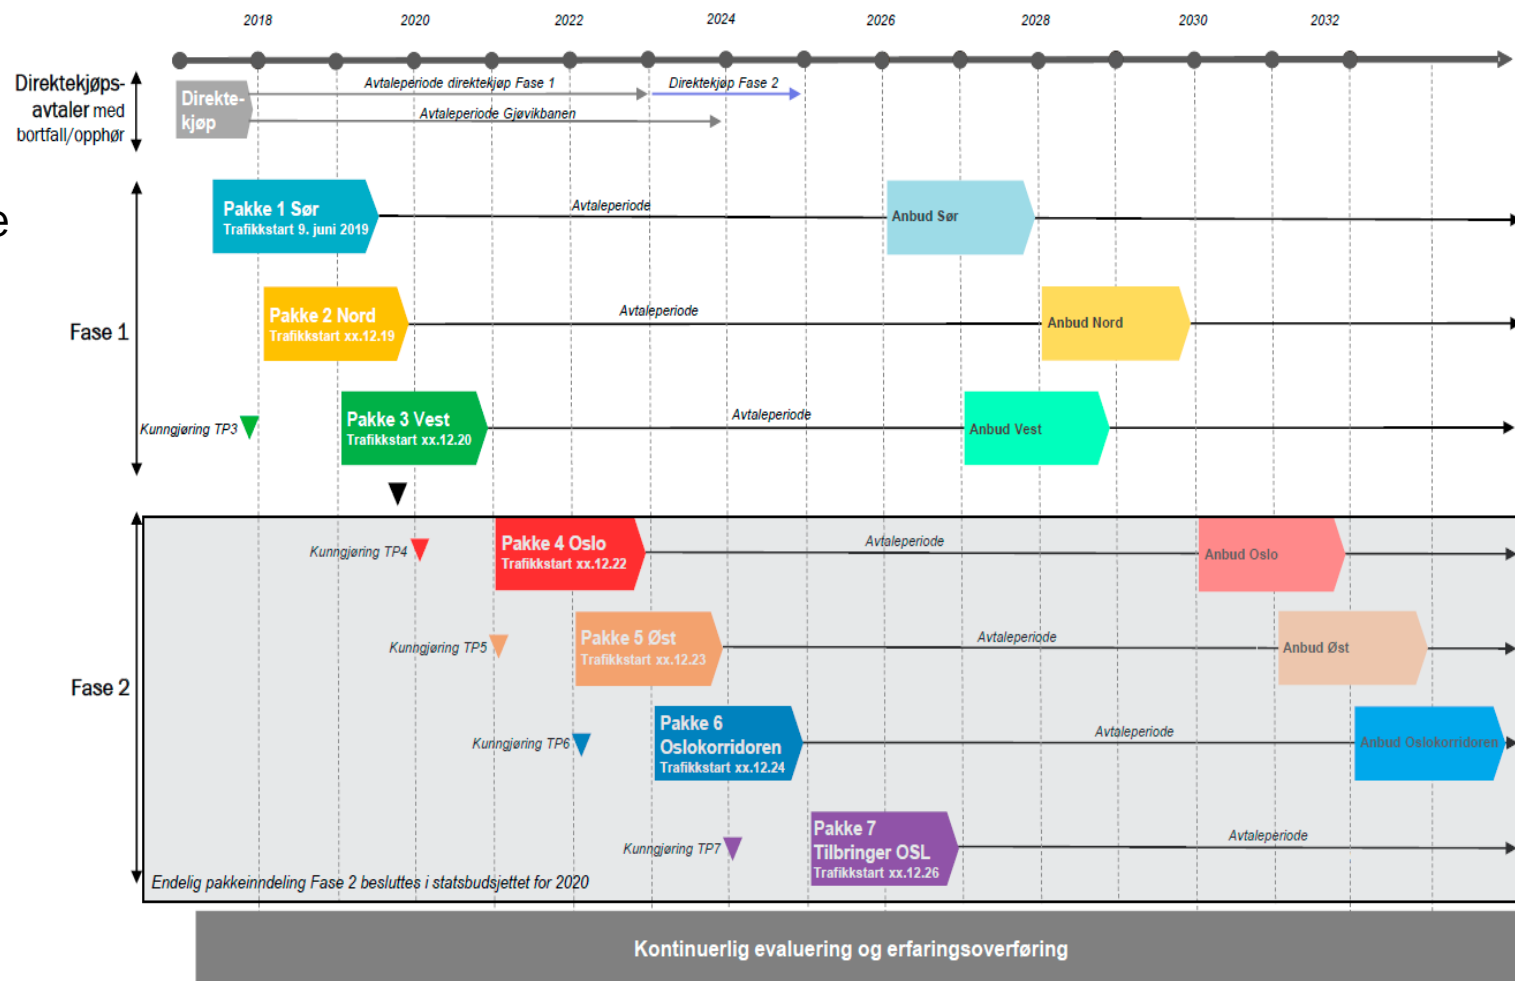 2018 2020 2022 2024 2026 2028 2030 2032
Direktekjøps-
avtaler med
bortfall/opphør
Direkte-
kjøp
Avtaleperiode direktekjøp Fase 1
Direktekjøp Fase 2
Avtaleperiode Gjøvikbanen
e
Fase 1
Pakke 1 Sør
Trafikkstart 9. juni 2019
Avtaleperiode
Anbud Sør
Pakke 2 Nord
Trafikkstart xx.12.19
Avtaleperiode
Anbud Nord
Kunngjøring TP3
Pakke 3 Vest
Trafikkstart xx.12.20
Avtaleperiode
Anbud Vest
Fase 2
Kunngjøring TP4
Pakke 4 Oslo
Trafikkstart xx.12.22
Avtaleperiode
Anbud Oslo
Kunngjøring TP5
Pakke 5 Øst
Trafikkstart xx.12.23
Avtaleperiode
Anbud Øst
Kunngjøring TP6
Pakke 6
Oslokorridoren
Trafikkstart xx.12.24
Avtaleperiode
Anbud Oslokorridoren
Kunngjøring TP7
Pakke 7
Tilbringer OSL
Trafikkstart xx.12.26
Avtaleperiode
Endelig pakkeinndeling Fase 2 besluttes i statsbudsjettet for 2020
Kontinuerlig evaluering og erfaringsoverføring